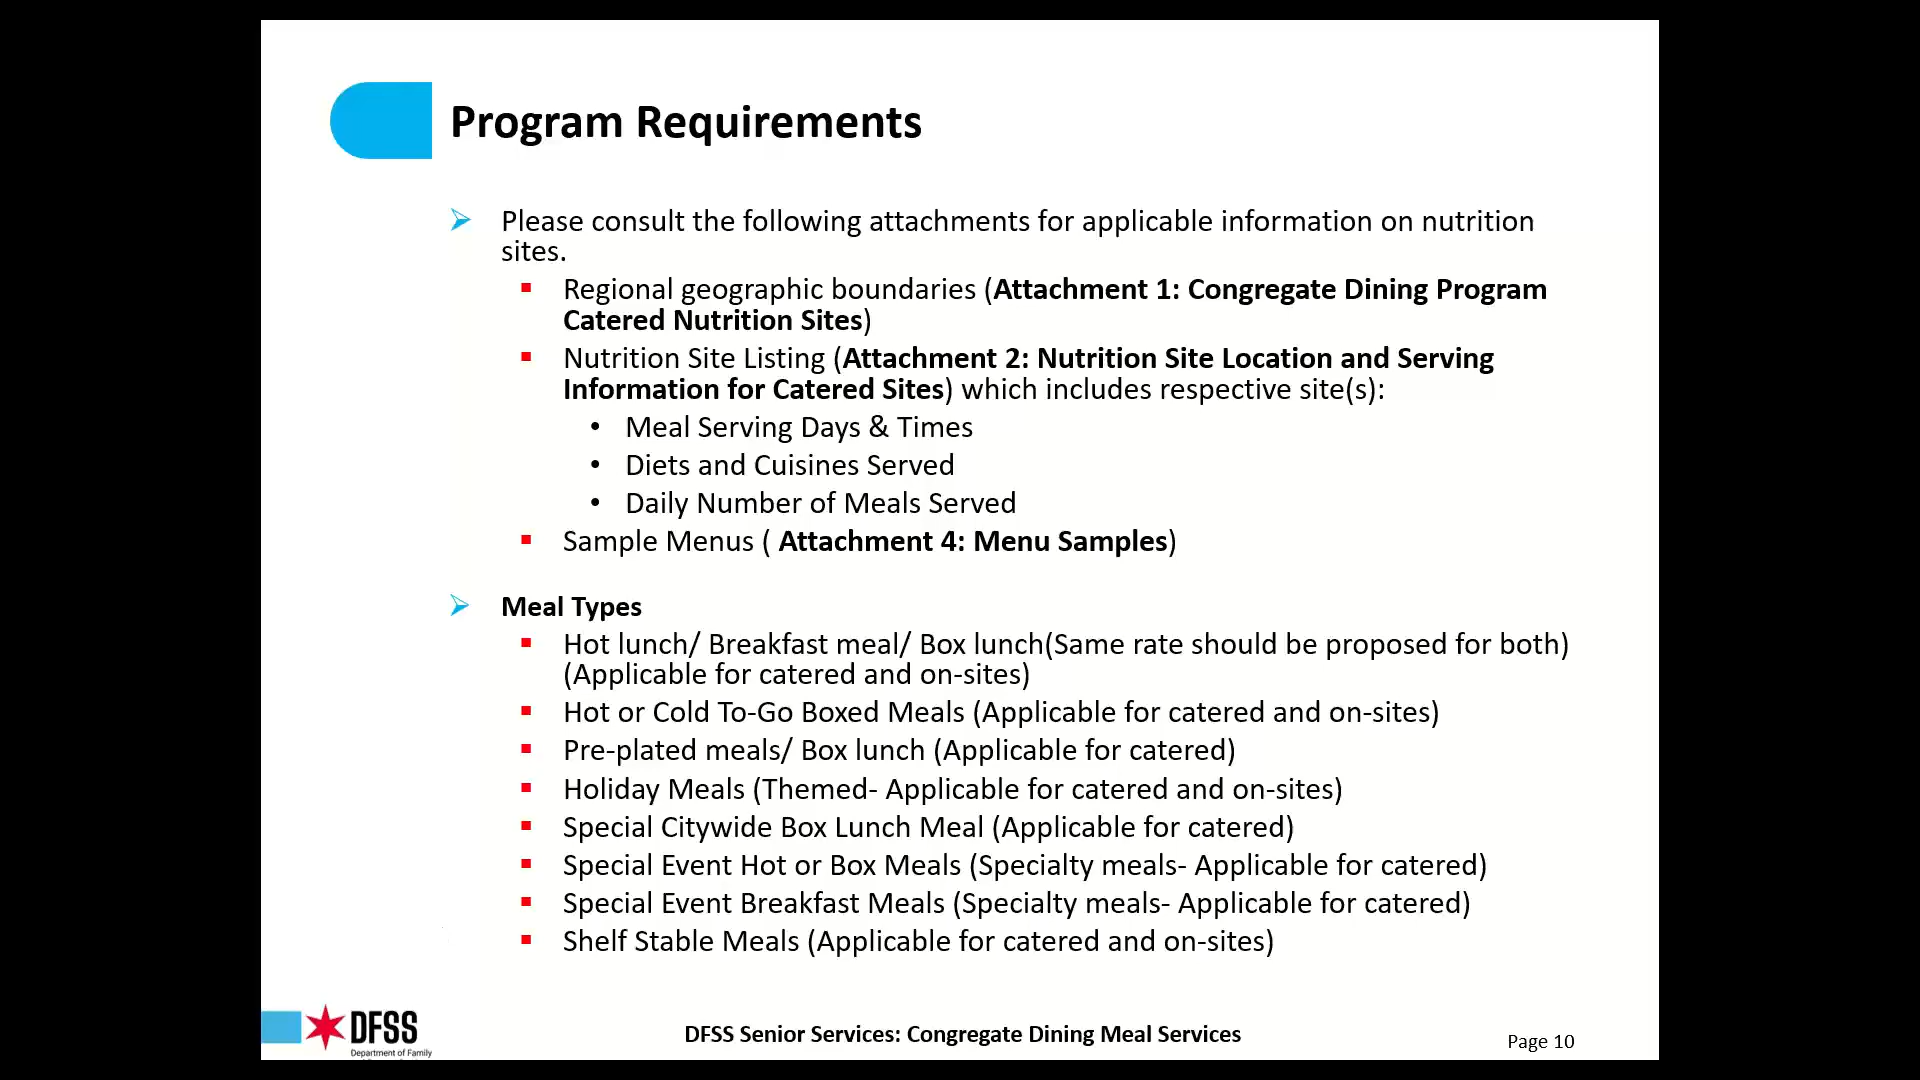 Program Requirements
Please consult the following attachments for applicable information on nutrition
sites.
Regional geographic boundaries (Attachment 1: Congregate Dining Program
Catered Nutrition Sites)
Nutrition Site Listing (Attachment 2: Nutrition Site Location and Serving
Information for Catered Sites) which includes respective site(s):
• Meal Serving Days & Times
• Diets and Cuisines Served
• Daily Number of Meals Served
Sample Menus ( Attachment 4: Menu Samples)
Meal Types
Hot lunch/ Breakfast meal/ Box lunch(Same rate should be proposed for both)
(Applicable for catered and on-sites)
Hot or Cold To-Go Boxed Meals (Applicable for catered and on-sites)
Pre-plated meals/ Box lunch (Applicable for catered)
Holiday Meals (Themed- Applicable for catered and on-sites)
Special Citywide Box Lunch Meal (Applicable for catered)
Special Event Hot or Box Meals (Specialty meals- Applicable for catered)
Special Event Breakfast Meals (Specialty meals- Applicable for catered)
Shelf Stable Meals (Applicable for catered and on-sites)
DFSS
Department of Family
DFSS Senior Services: Congregate Dining Meal Services
Page 10